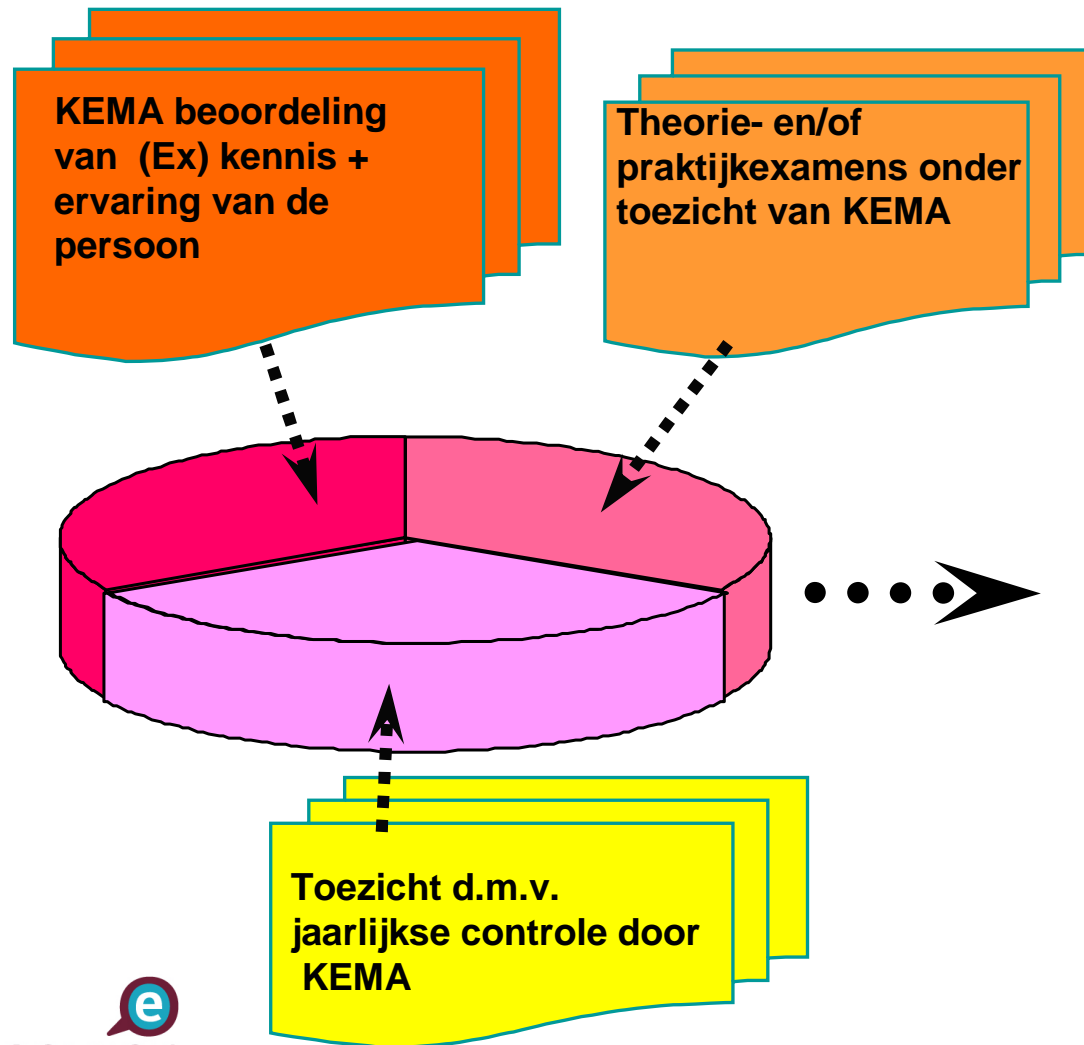 KEMA beoordeling
van (Ex) kennis +
ervaring van de
persoon
Theorie- en/of
praktijkexamens onder
toezicht van KEMA
Toezicht d.m.v.
jaarlijkse controle door
KEMA
e